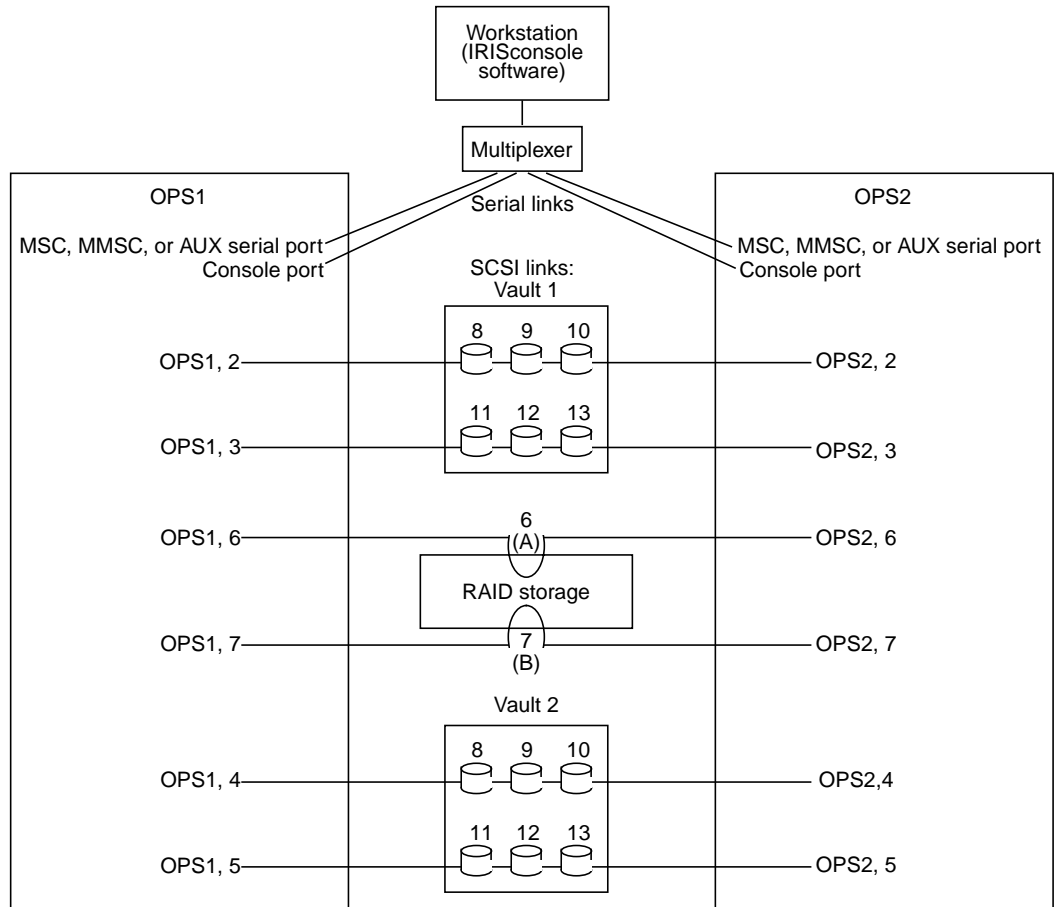 Workstation
(IRISconsole
software)
Multiplexer
OPS1
Serial links
OPS2
MSC, MMSC, or AUX serial port
Console port
MSC, MMSC, or AUX serial port
Console port
SCSI links:
Vault 1
8 9 10
OPS1, 2
OPS2, 2
11 12 13
OPS1, 3
OPS2, 3
6
(A)
OPS1, 6
OPS2, 6
RAID storage
7
(B)
OPS1, 7
OPS2, 7
Vault 2
8 9 10
OPS1, 4
OPS2,4
11 12 13
OPS1, 5
OPS2, 5